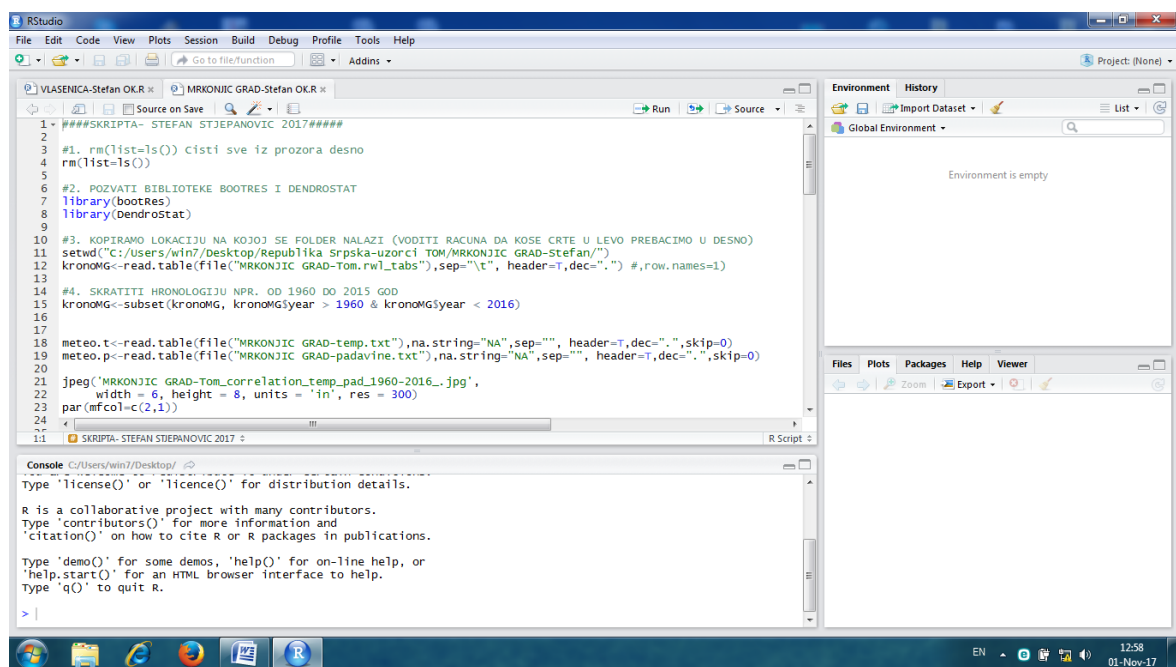 RStudio
File Edit Code View Plots Session Build Debug Profile Tools Help
Go to file/function Addins Project: (None)
VLASENICA-Stefan OK.R × MRKONJIC GRAD-Stefan OK.R ×
Source on Save Run Source
1 ####SKRIPTA- STEFAN STJEPANOVIC 2017#####
2
3 #1. rm(list=ls()) Cisti sve iz prozora desno
4 rm(list=ls())
5
6 #2. POZVATI BIBLIOTEKE BOOTRES I DENDROSTAT
7 library(bootRes)
8 library(DendroStat)
9
10 #3. KOPIRAMO LOKACIJU NA KOJOJ SE FOLDER NALAZI (VODITI RACUNA DA KOSE CRTE U LEVO PREBACIMO U DESNO)
11 setwd("C:/Users/win7/Desktop/Republika Srpska-uzorci TOM/MRKONJIC GRAD-Stefan/")
12 kronoMG<-read.table(file("MRKONJIC GRAD-Tom.rwl_tabs"),sep="\t", header=T,dec=".") #,row.names=1)
13
14 #4. SKRATITI HRONOLOGIJU NPR. OD 1960 DO 2015 GOD
15 kronoMG<-subset(kronoMG, kronoMG$year > 1960 & kronoMG$year < 2016)
16
17
18 meteo.t<-read.table(file("MRKONJIC GRAD-temp.txt"),na.string="NA",sep="", header=T,dec=".",skip=0)
19 meteo.p<-read.table(file("MRKONJIC GRAD-padavine.txt"),na.string="NA",sep="", header=T,dec=".",skip=0)
20
21 jpeg('MRKONJIC GRAD-Tom_correlation_temp_pad_1960-2016_.jpg',
22 width = 6, height = 8, units = 'in', res = 300)
23 par(mfcol=c(2,1))
24
1:1 SKRIPTA- STEFAN STJEPANOVIC 2017 R Script
Console C:/Users/win7/Desktop/
Type 'license()' or 'licence()' for distribution details.
R is a collaborative project with many contributors.
Type 'contributors()' for more information and
'citation()' on how to cite R or R packages in publications.
Type 'demo()' for some demos, 'help()' for on-line help, or
'help.start()' for an HTML browser interface to help.
Type 'q()' to quit R.
>
Environment History
Import Dataset List
Global Environment
Environment is empty
Files Plots Packages Help Viewer
Zoom Export
EN 12:58
01-Nov-17